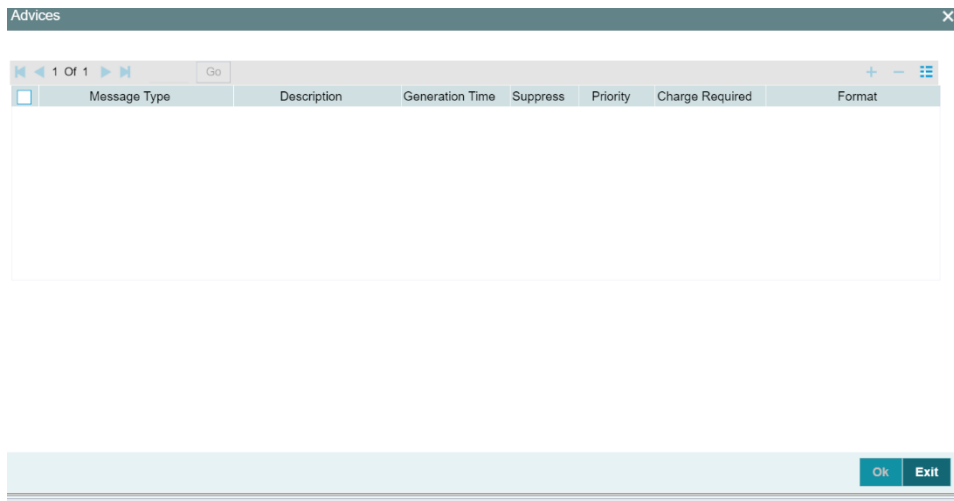 Advices
1 Of 1 Go
Message Type Description Generation Time Suppress Priority Charge Required Format
Ok Exit